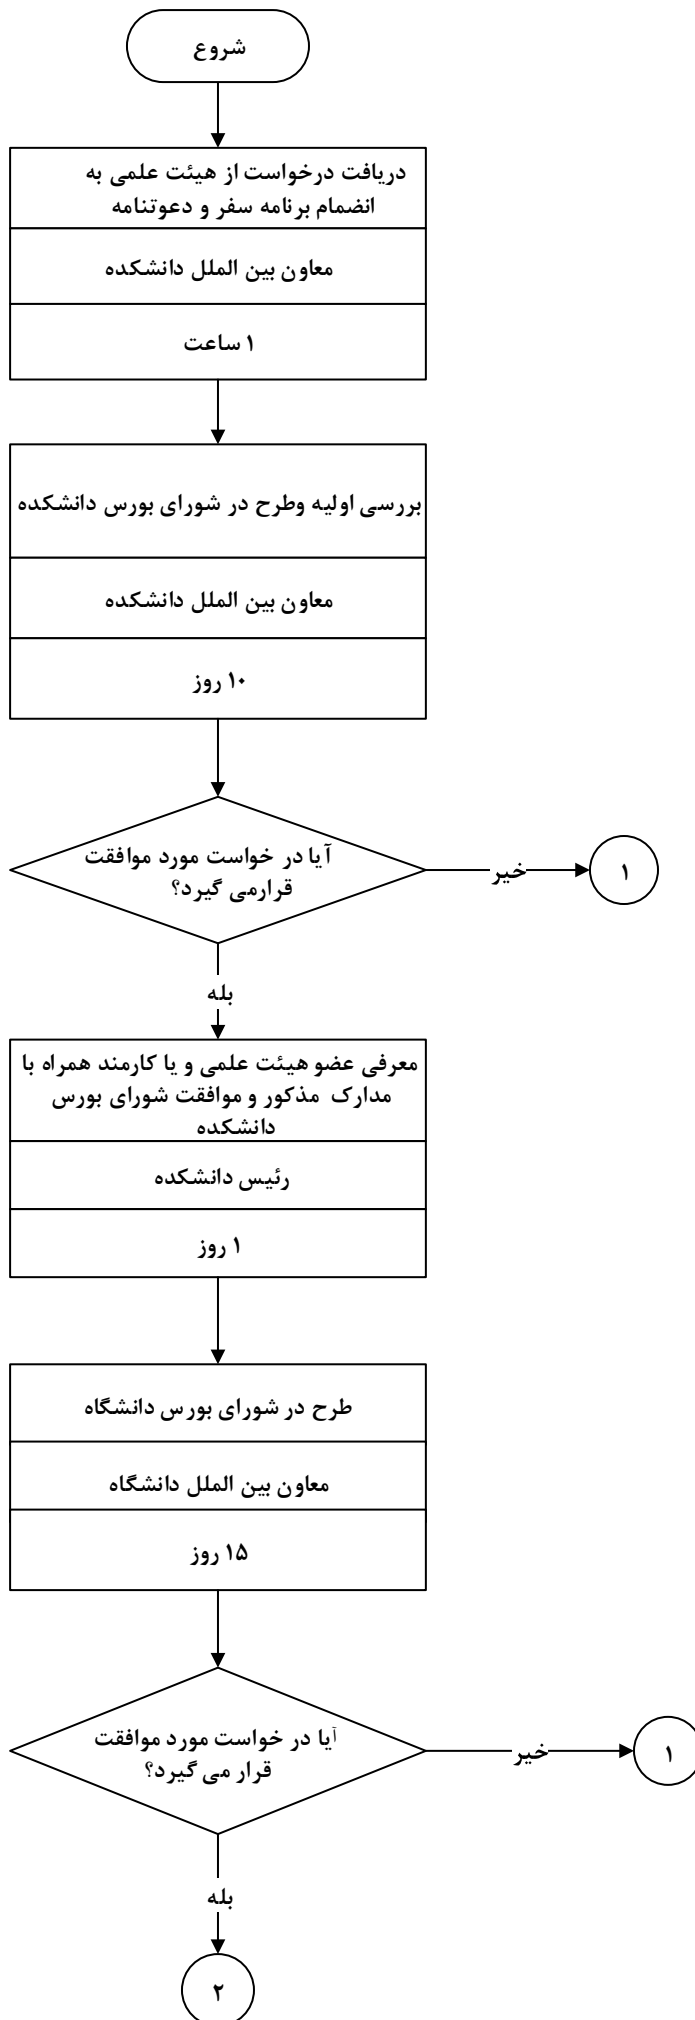 شروع
دریافت درخواست از هیئت علمی به
انضمام برنامه سفر و دعوتنامه
معاون بین الملل دانشکده
۱ ساعت
بررسی اولیه وطرح در شورای بورس دانشکده
معاون بین الملل دانشکده
۱۰ روز
آیا در خواست مورد موافقت
قرارمی گیرد؟
خیر
۱
بله
معرفی عضو هیئت علمی و یا کارمند همراه با
مدارک مذکور و موافقت شورای بورس
دانشکده
رئیس دانشکده
۱ روز
طرح در شورای بورس دانشگاه
معاون بین الملل دانشگاه
۱۵ روز
آیا در خواست مورد موافقت
قرار می گیرد؟
خیر
۱
بله
۲